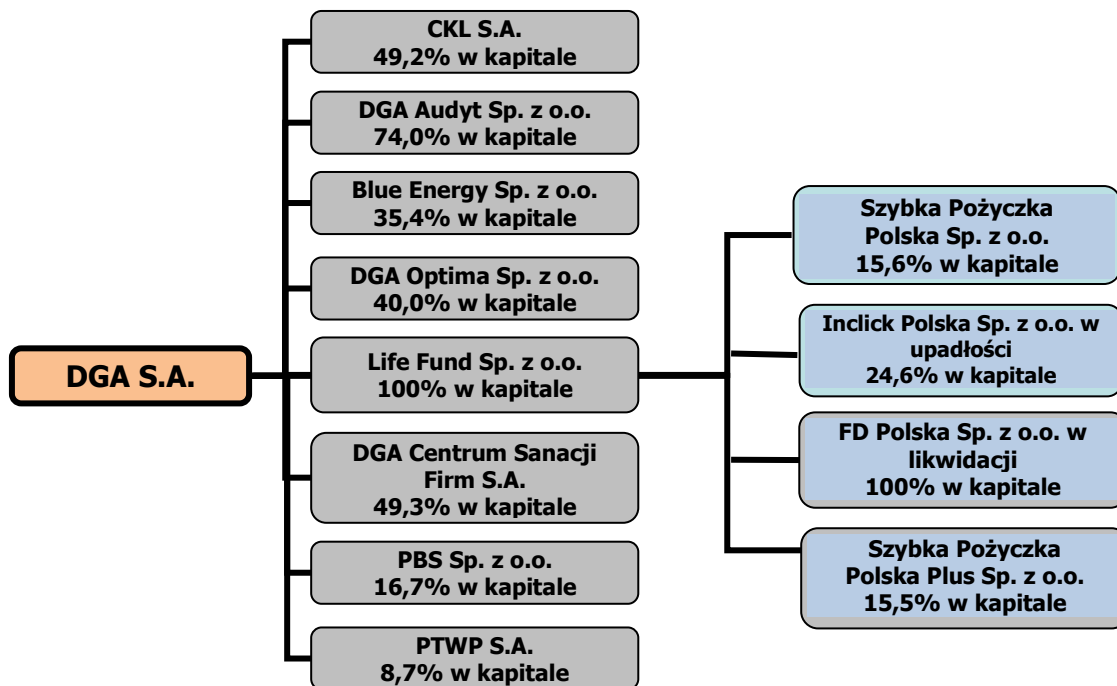 CKL S.A.
49,2% w kapitale
DGA Audyt Sp. z o.o.
74,0% w kapitale
Blue Energy Sp. z o.o.
35,4% w kapitale
DGA Optima Sp. z o.o.
40,0% w kapitale
DGA S.A.
Life Fund Sp. z o.o.
100% w kapitale
DGA Centrum Sanacji
Firm S.A.
49,3% w kapitale
PBS Sp. z o.o.
16,7% w kapitale
PTWP S.A.
8,7% w kapitale
Szybka Pożyczka
Polska Sp. z o.o.
15,6% w kapitale
Inclick Polska Sp. z o.o. w
upadłości
24,6% w kapitale
FD Polska Sp. z o.o. w
likwidacji
100% w kapitale
Szybka Pożyczka
Polska Plus Sp. z o.o.
15,5% w kapitale